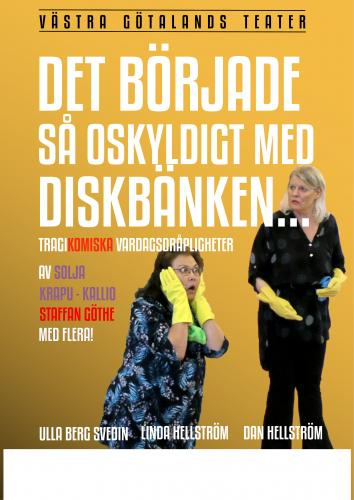 VÄSTRA GÖTALANDS TEATER
DET BÖRJADE
SÅ OSKYLDIGT MED
DISKBÄNKEN...
TRAGIKOMISKA VARDAGSDRÅPLIGHETER
AV SOLJA
KRAPU - KALLIO
STAFFAN GÖTHE
MED FLERA!
ULLA BERG SVEDIN LINDA HELLSTRÖM DAN HELLSTRÖM